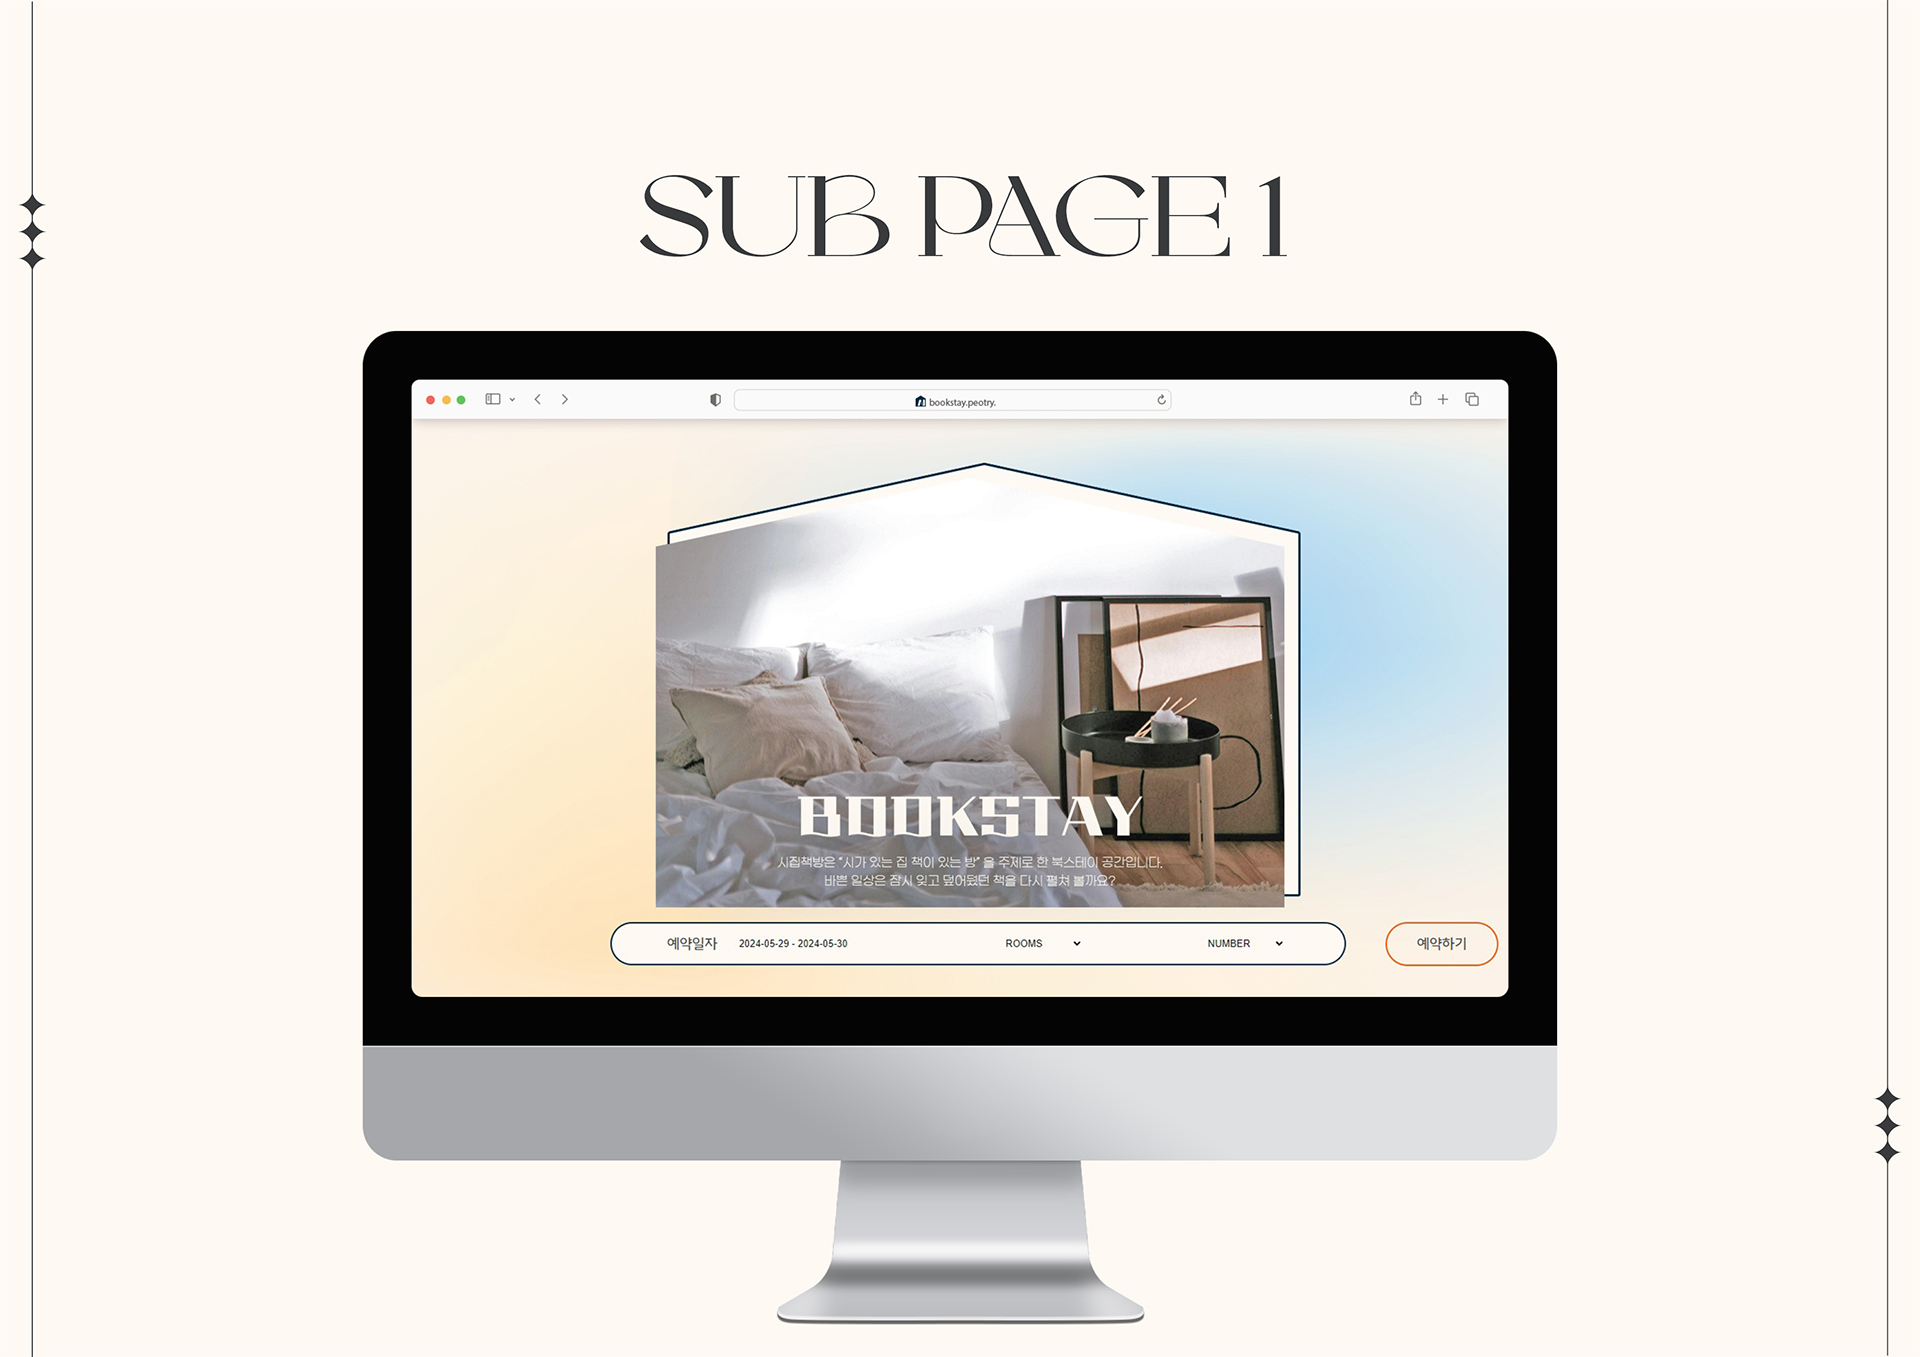 SUB PAGE 1
bookstay.peotry.
BOOKSTAY
시집책방은 "시가 있는 집 책이 있는 방" 을 주제로 한 북스테이 공간입니다.
바쁜 일상은 잠시 잊고 덮어뒀던 책을 다시 펼쳐 볼까요?
예약일자 2024-05-29 - 2024-05-30 ROOMS NUMBER 예약하기